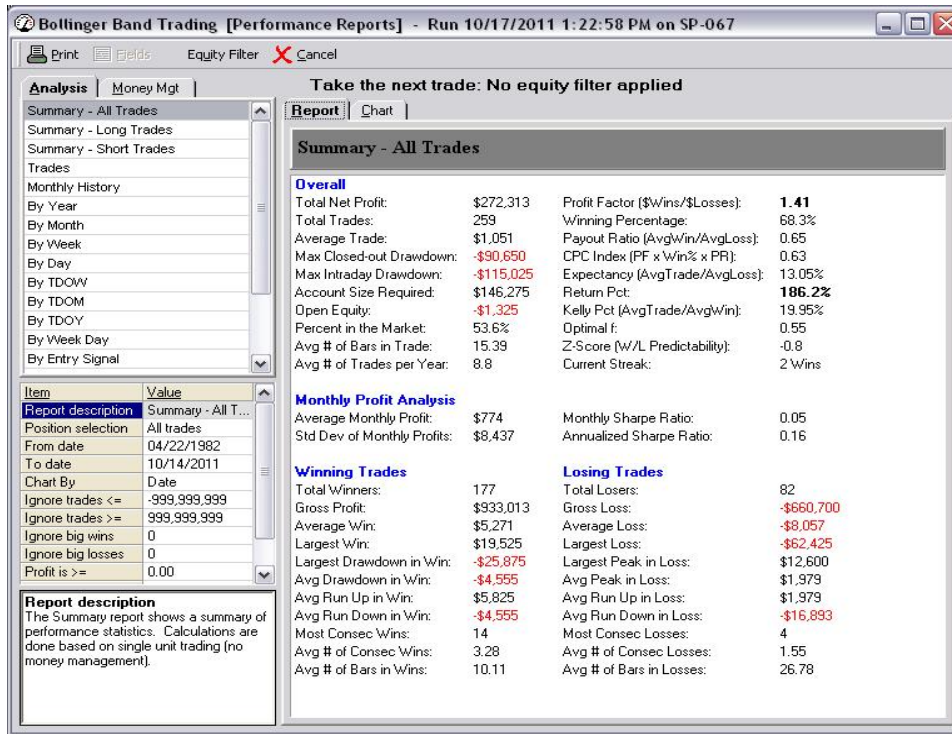 Bollinger Band Trading [Performance Reports] - Run 10/17/2011 1:22:58 PM on SP-067
Print Fields Equity Filter Cancel
Analysis Money Mgt
Summary - All Trades
Summary - Long Trades
Summary - Short Trades
Trades
Monthly History
By Year
By Month
By Week
By Day
By TDOW
By TDOM
By TDOY
By Week Day
By Entry Signal
Item Value
Report description Summary - All T...
Position selection All trades
From date 04/22/1982
To date 10/14/2011
Chart By Date
Ignore trades <= -999,999,999
Ignore trades >= 999,999,999
Ignore big wins 0
Ignore big losses 0
Profit is >= 0.00
Report description
The Summary report shows a summary of
performance statistics. Calculations are
done based on single unit trading (no
money management).
Take the next trade: No equity filter applied
Report Chart
Summary - All Trades
Overall
Total Net Profit: $272,313 Profit Factor ($Wins/$Losses): 1.41
Total Trades: 259 Winning Percentage: 68.3%
Average Trade: $1,051 Payout Ratio (AvgWin/AvgLoss): 0.65
Max Closed-out Drawdown: -$90,650 CPC Index (PF x Win% x PR): 0.63
Max Intraday Drawdown: -$115,025 Expectancy (AvgTrade/AvgLoss): 13.05%
Account Size Required: $146,275 Return Pct: 186.2%
Open Equity: -$1,325 Kelly Pct (AvgTrade/AvgWin): 19.95%
Percent in the Market: 53.6% Optimal f: 0.55
Avg # of Bars in Trade: 15.39 Z-Score (W/L Predictability): -0.8
Avg # of Trades per Year: 8.8 Current Streak: 2 Wins
Monthly Profit Analysis
Average Monthly Profit: $774 Monthly Sharpe Ratio: 0.05
Std Dev of Monthly Profits: $8,437 Annualized Sharpe Ratio: 0.16
Winning Trades Losing Trades
Total Winners: 177 Total Losers: 82
Gross Profit: $933,013 Gross Loss: -$660,700
Average Win: $5,271 Average Loss: -$8,057
Largest Win: $19,525 Largest Loss: -$62,425
Largest Drawdown in Win: -$25,875 Largest Peak in Loss: $12,600
Avg Drawdown in Win: -$4,555 Avg Peak in Loss: $1,979
Avg Run Up in Win: $5,825 Avg Run Up in Loss: $1,979
Avg Run Down in Win: -$4,555 Avg Run Down in Loss: -$16,893
Most Consec Wins: 14 Most Consec Losses: 4
Avg # of Consec Wins: 3.28 Avg # of Consec Losses: 1.55
Avg # of Bars in Wins: 10.11 Avg # of Bars in Losses: 26.78